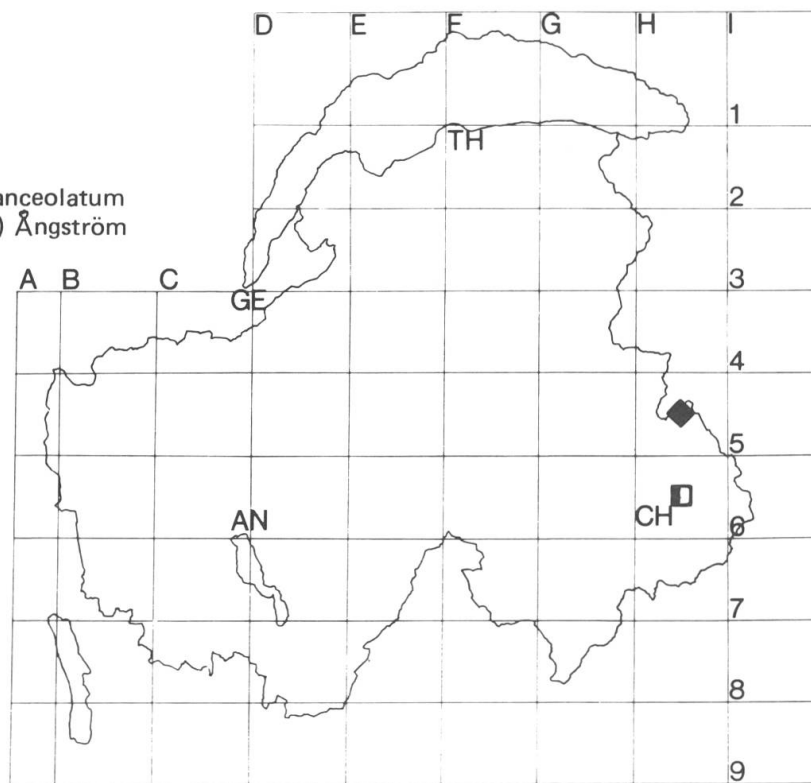 D E F G H I
1
TH
anceolatum
2
) Ångström
A B C
3
GE
4
5
CH
AN
6
7
8
9